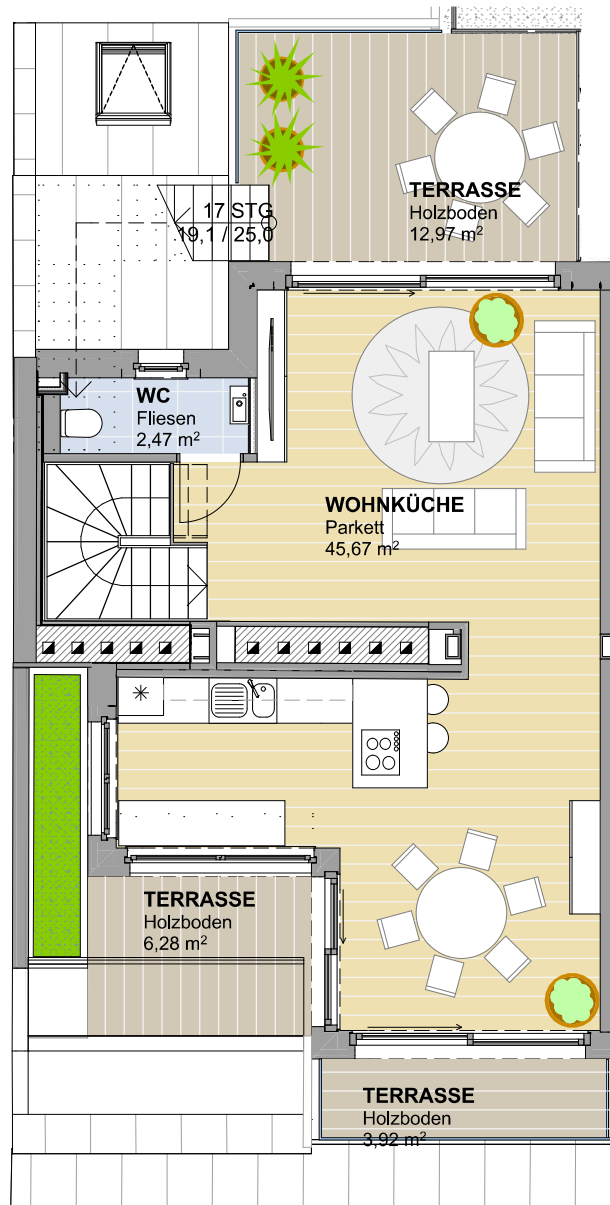 TERRASSE
Holzboden
12,97 m²
17 STG
19,1 / 25,0
WC
Fliesen
2,47 m²
WOHNKÜCHE
Parkett
45,67 m²
TERRASSE
Holzboden
6,28 m²
TERRASSE
Holzboden
3,92 m²